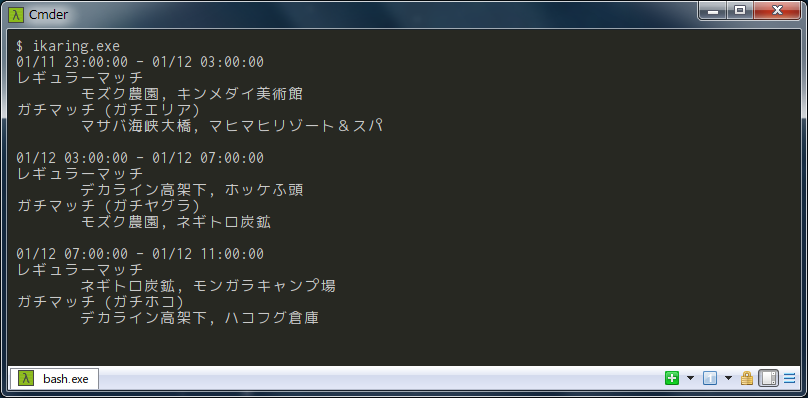 Cmder
$ ikaring.exe
01/11 23:00:00 - 01/12 03:00:00
レギュラーマッチ
モズク農園, キンメダイ美術館
ガチマッチ (ガチエリア)
マサバ海峡大橋, マヒマヒリゾート＆スパ
01/12 03:00:00 - 01/12 07:00:00
レギュラーマッチ
デカライン高架下, ホッケふ頭
ガチマッチ (ガチヤグラ)
モズク農園, ネギトロ炭鉱
01/12 07:00:00 - 01/12 11:00:00
レギュラーマッチ
ネギトロ炭鉱, モンガラキャンプ場
ガチマッチ (ガチホコ)
デカライン高架下, ハコフグ倉庫
λ bash.exe